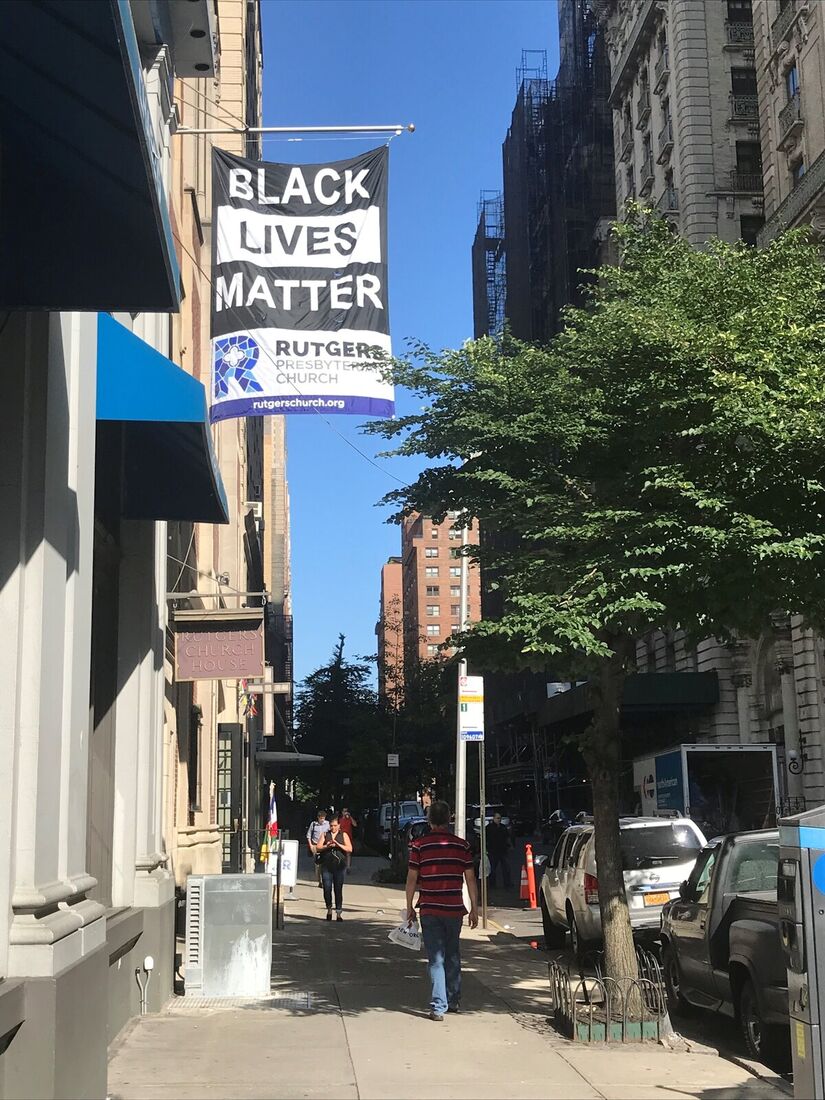 BLACK
LIVES
MATTER
RUTGERS
PRESBYTERIAN
CHURCH
rutgerschurch.org
RUTGERS
CHURCH
HOUSE